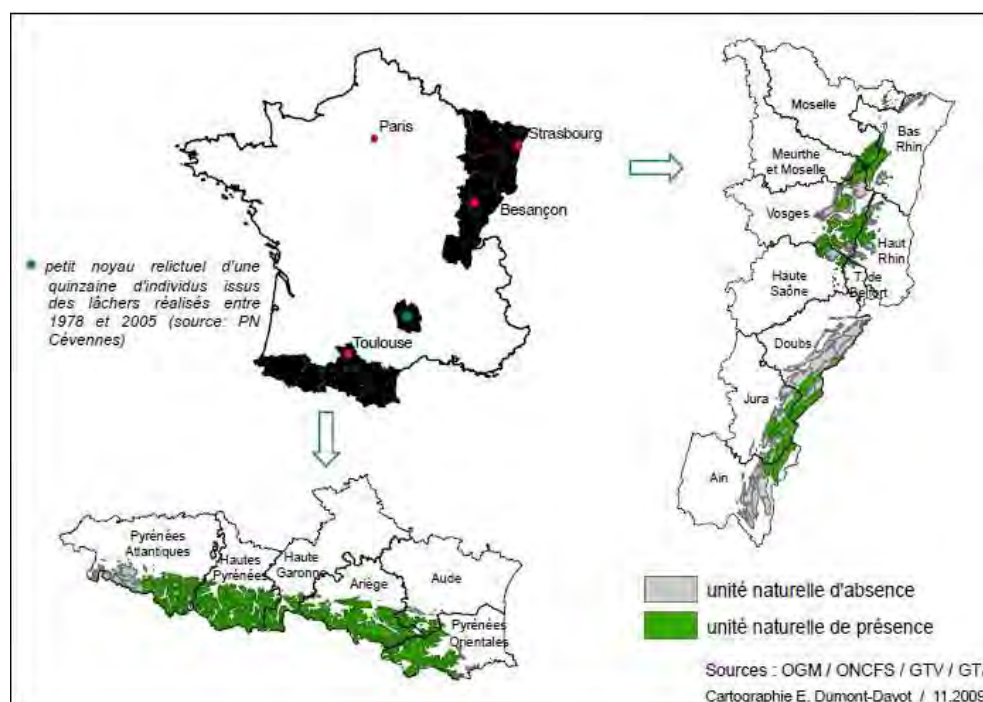 Paris
Strasbourg
Besançon
petit noyau relictuel d'une
quinzaine d'individus issus
des lâchers réalisés entre
1978 et 2005 (source: PN
Cévennes)
Toulouse
Moselle
Bas
Rhin
Meurthe
et Moselle
Vosges
Haut
Rhin
Haute
Saône
T. de
Belfort
Doubs
Jura
Ain
Pyrénées
Atlantiques
Hautes
Pyrénées
Haute
Garonne
Ariège
Aude
Pyrénées
Orientales
unité naturelle d'absence
unité naturelle de présence
Sources : OGM / ONCFS / GTV / GT
Cartographie E. Dumont-Dayot / 11.2009